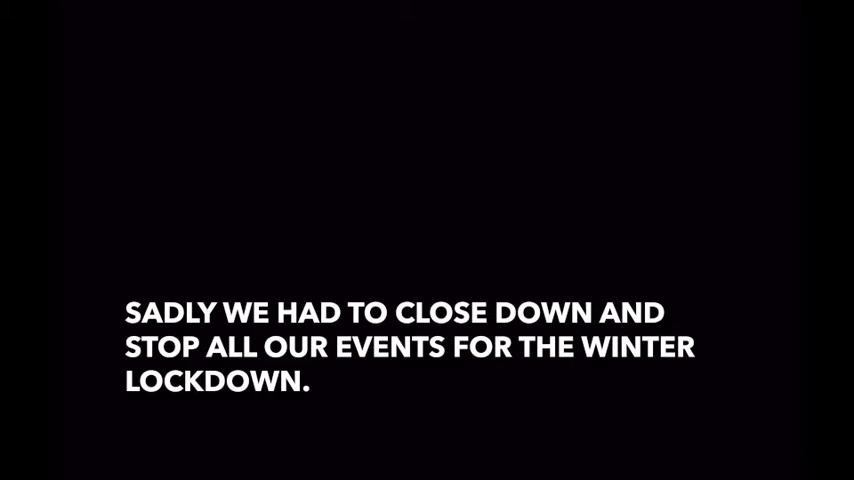 SADLY WE HAD TO CLOSE DOWN AND
STOP ALL OUR EVENTS FOR THE WINTER
LOCKDOWN.